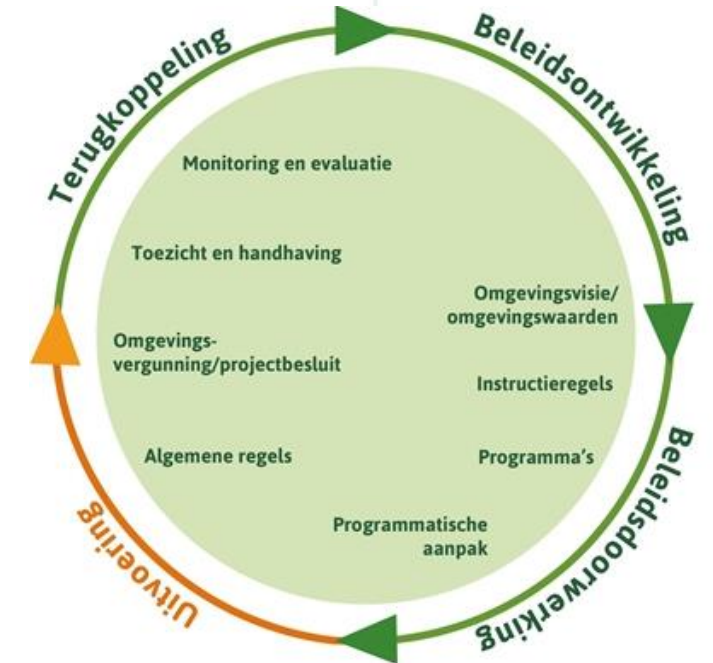 Terugkoppeling
Beleidsontwikkeling
Monitoring en evaluatie
Toezicht en handhaving
Omgevingsvisie/
omgevingswaarden
Omgevings-
vergunning/projectbesluit
Instructieregels
Algemene regels
Programma’s
Programmatische
aanpak
Uitvoering
Beleidsdoorwerking